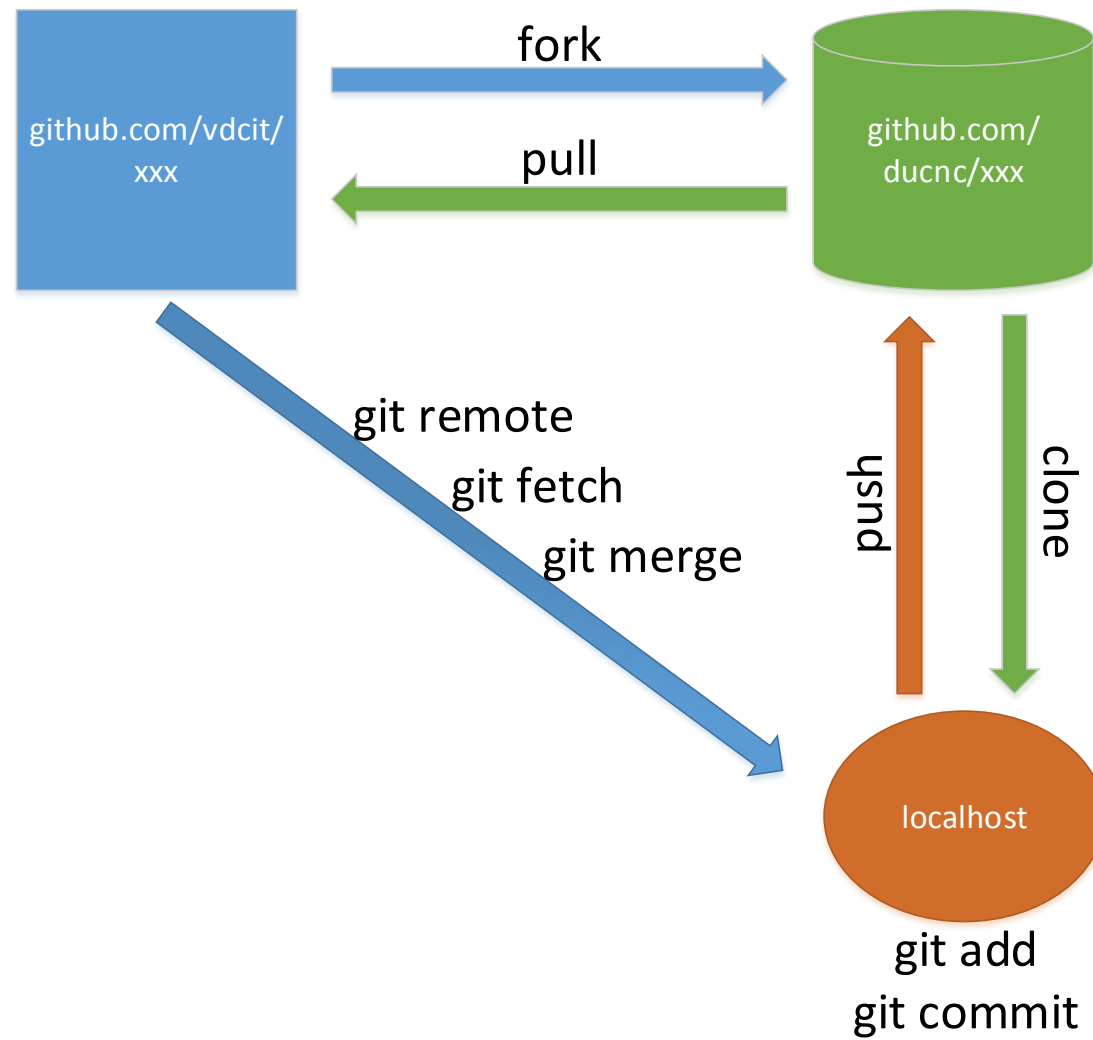 fork
github.com/vdcit/
xxx
github.com/
ducnc/xxx
pull
git remote
git fetch
git merge
push
clone
localhost
git add
git commit